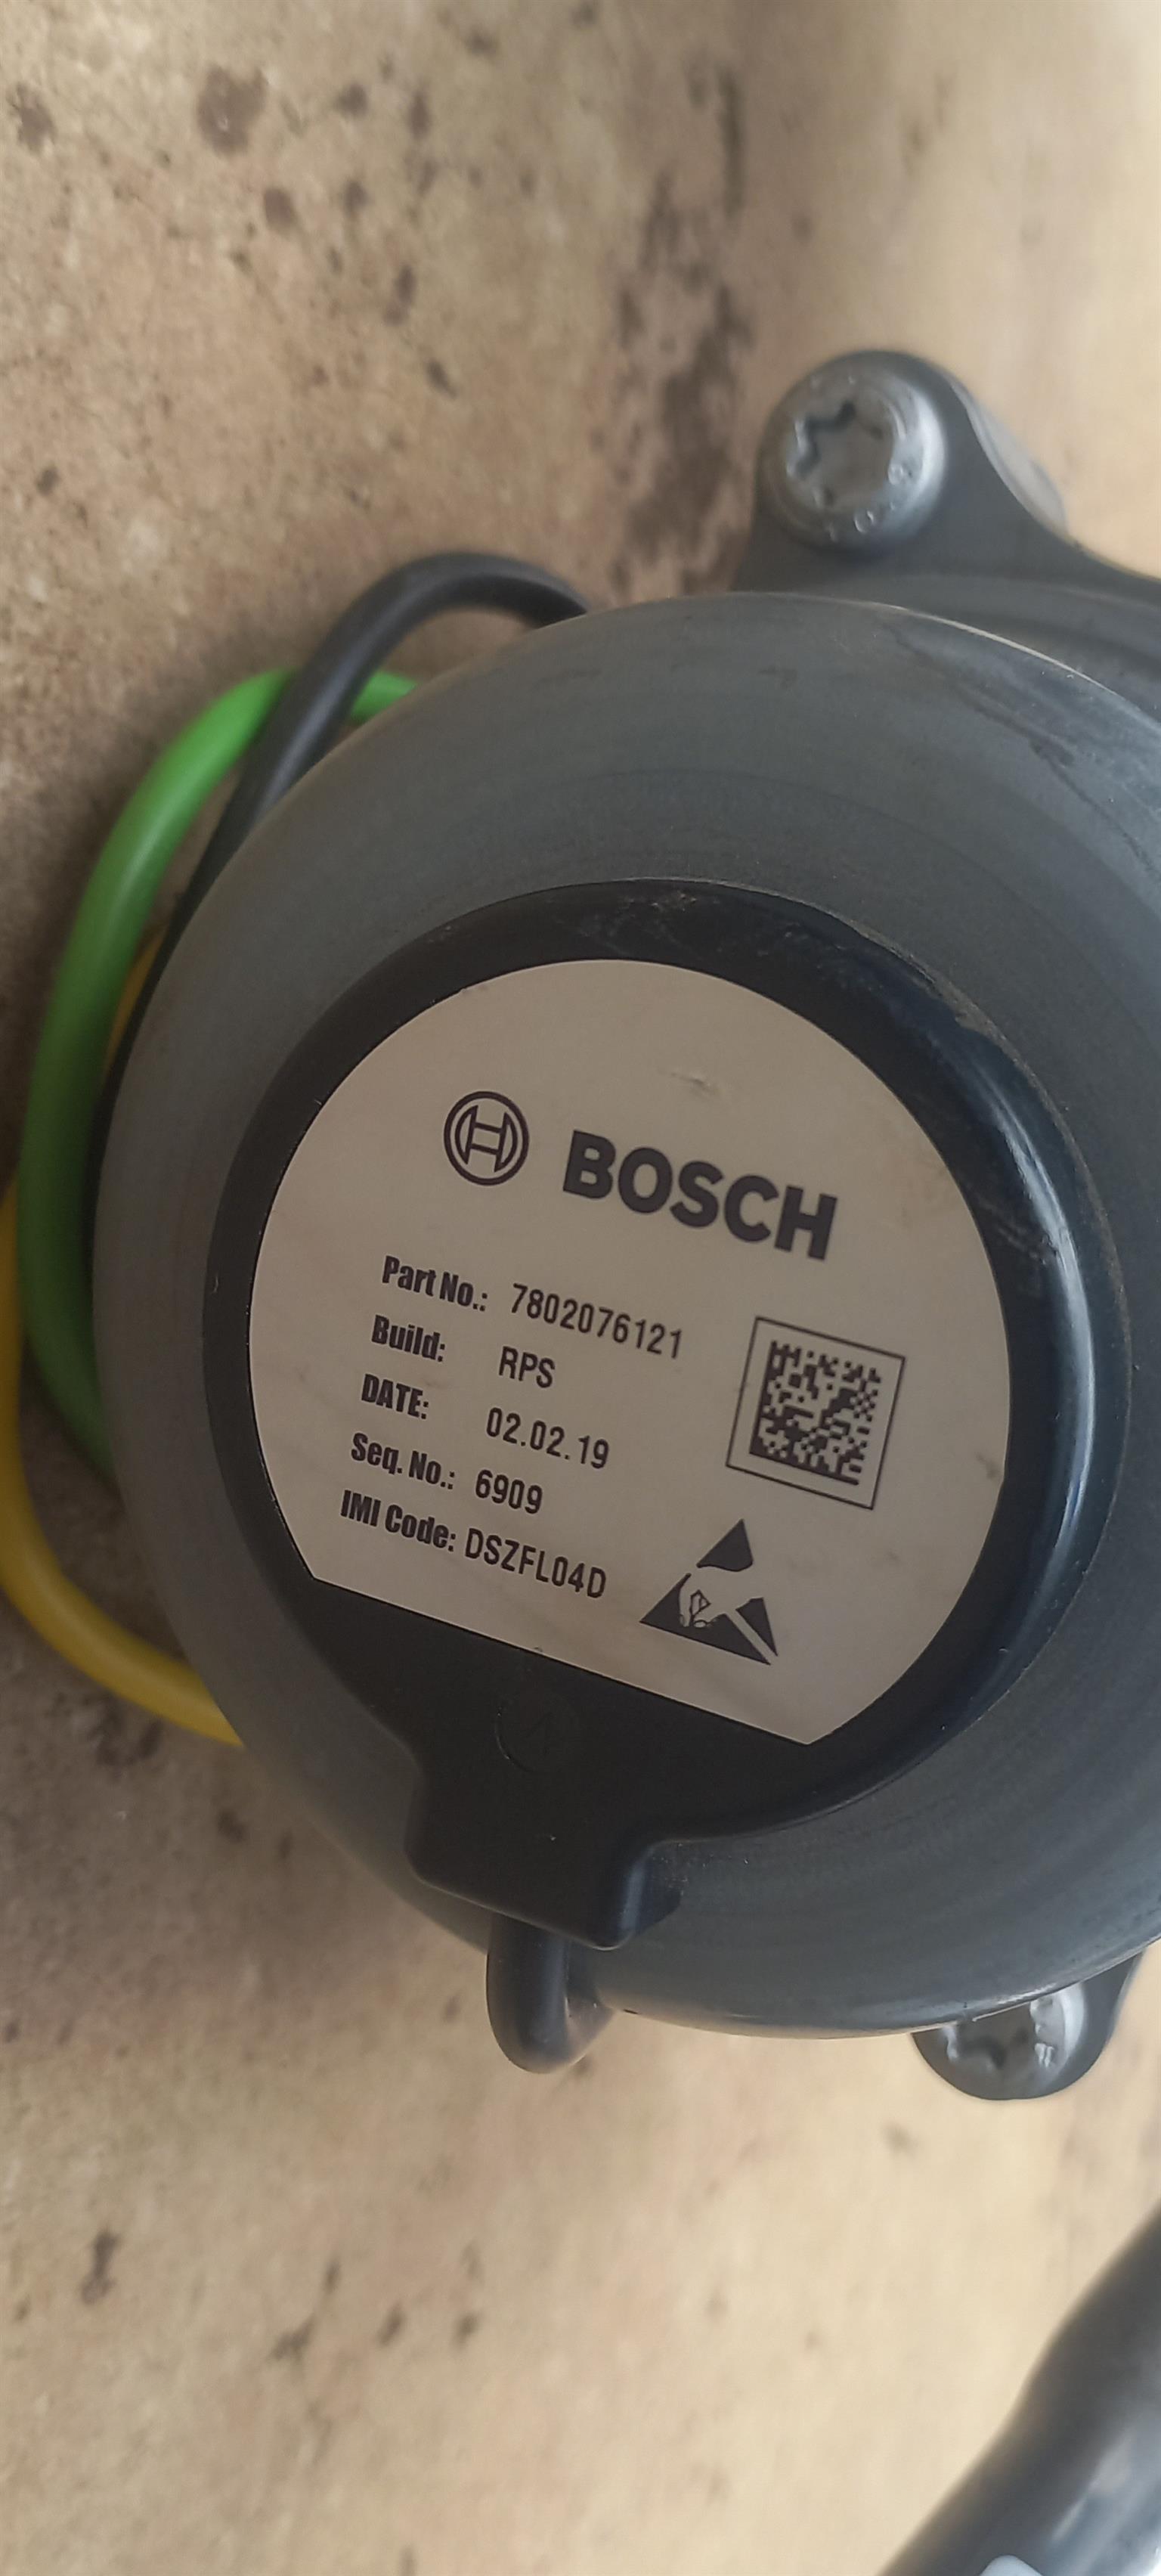 BOSCH
Part No.: 7802076121
Build: RPS
DATE: 02.02.19
Seq. No.: 6909
IMI Code: DSZFL04D